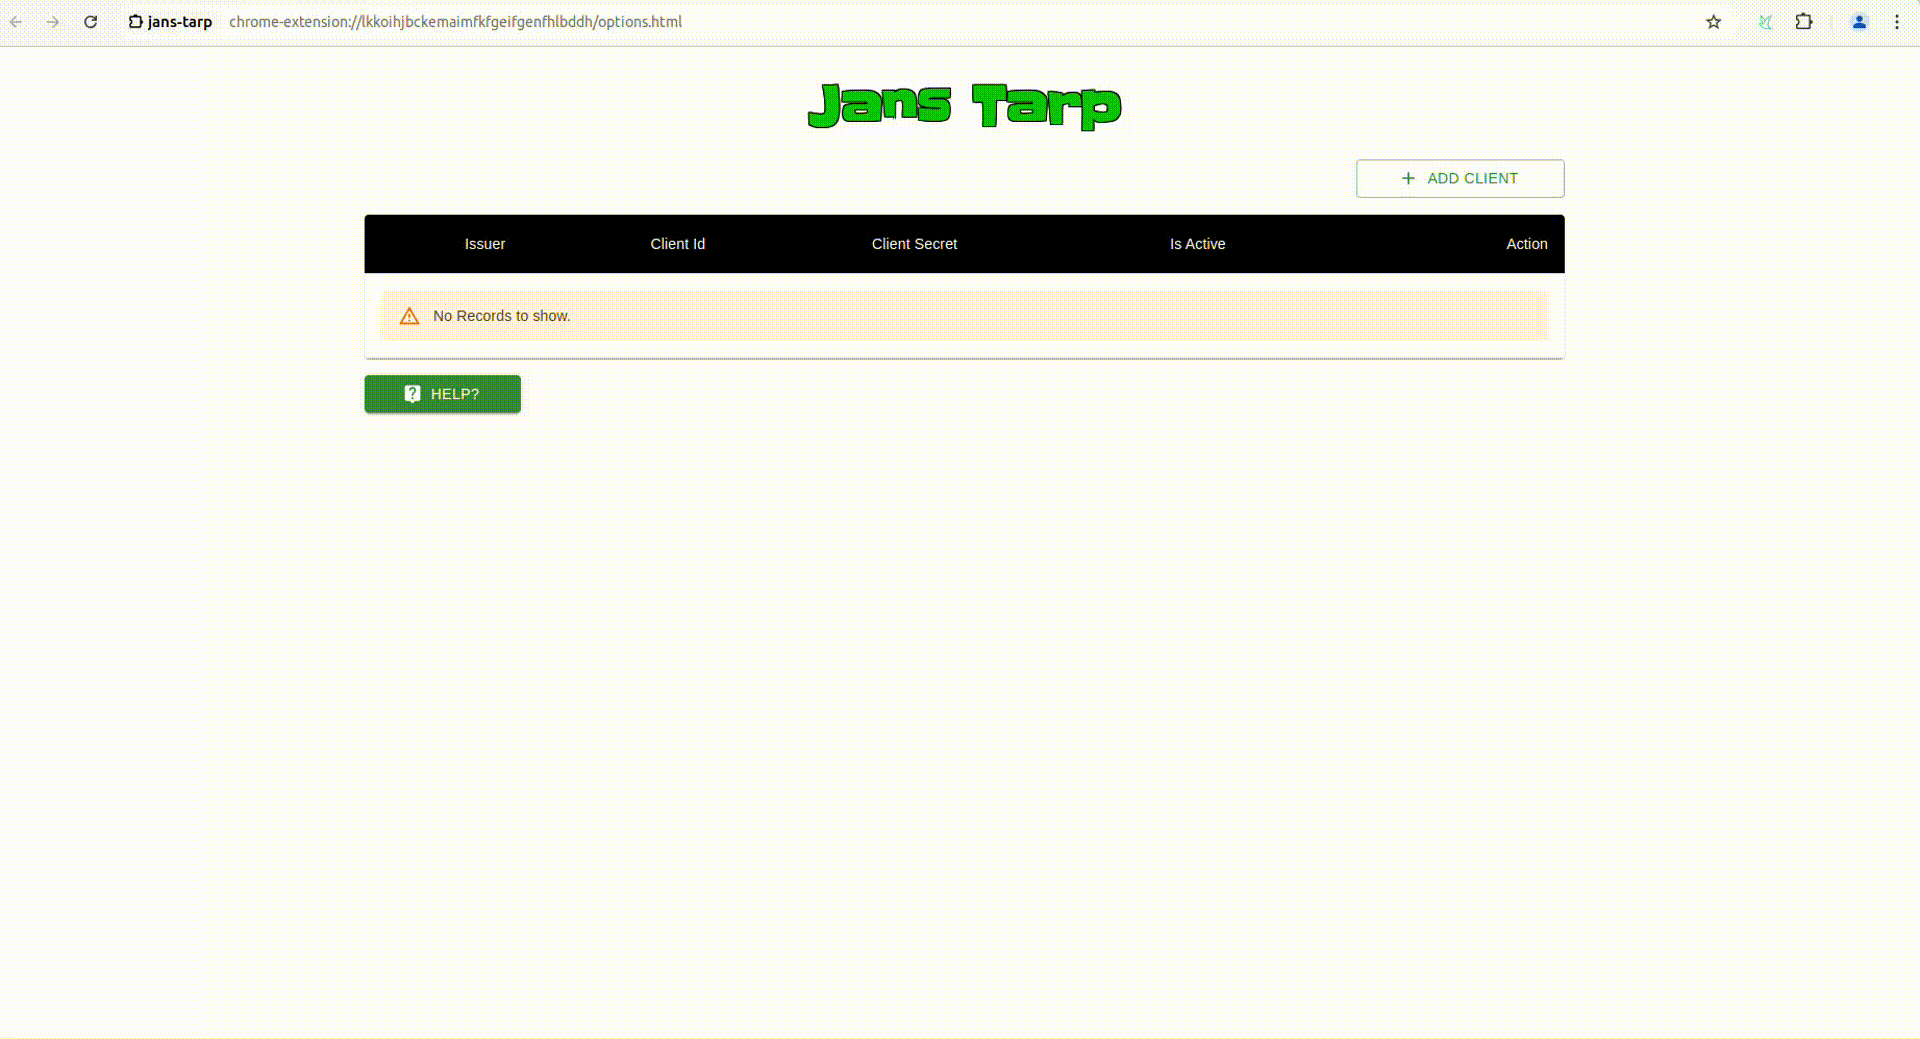 jans-tarp chrome-extension://lkkoihjbckemaimfkfgeifgenfhlbddh/options.html
Jans Tarp
ADD CLIENT
Issuer Client Id Client Secret Is Active Action
No Records to show.
HELP?